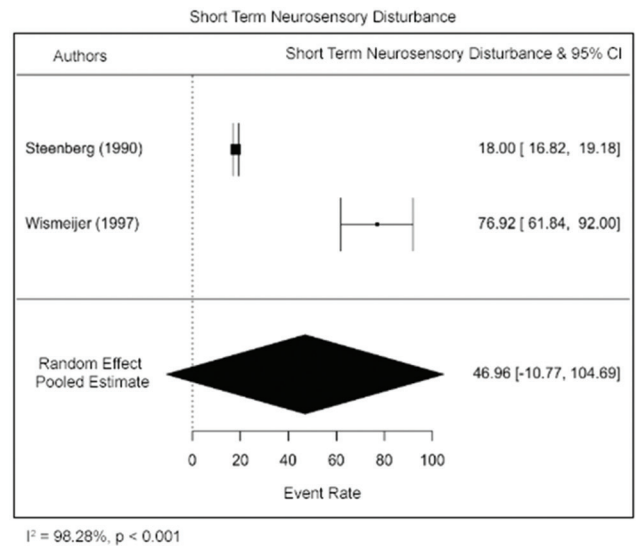 Short Term Neurosensory Disturbance
Authors Short Term Neurosensory Disturbance & 95% CI
Steenberg (1990) 18.00 [ 16.82, 19.18]
Wismeijer (1997) 76.92 [ 61.84, 92.00]
Random Effect
Pooled Estimate 46.96 [-10.77, 104.69]
0 20 40 60 80 100
Event Rate
I² = 98.28%, p < 0.001